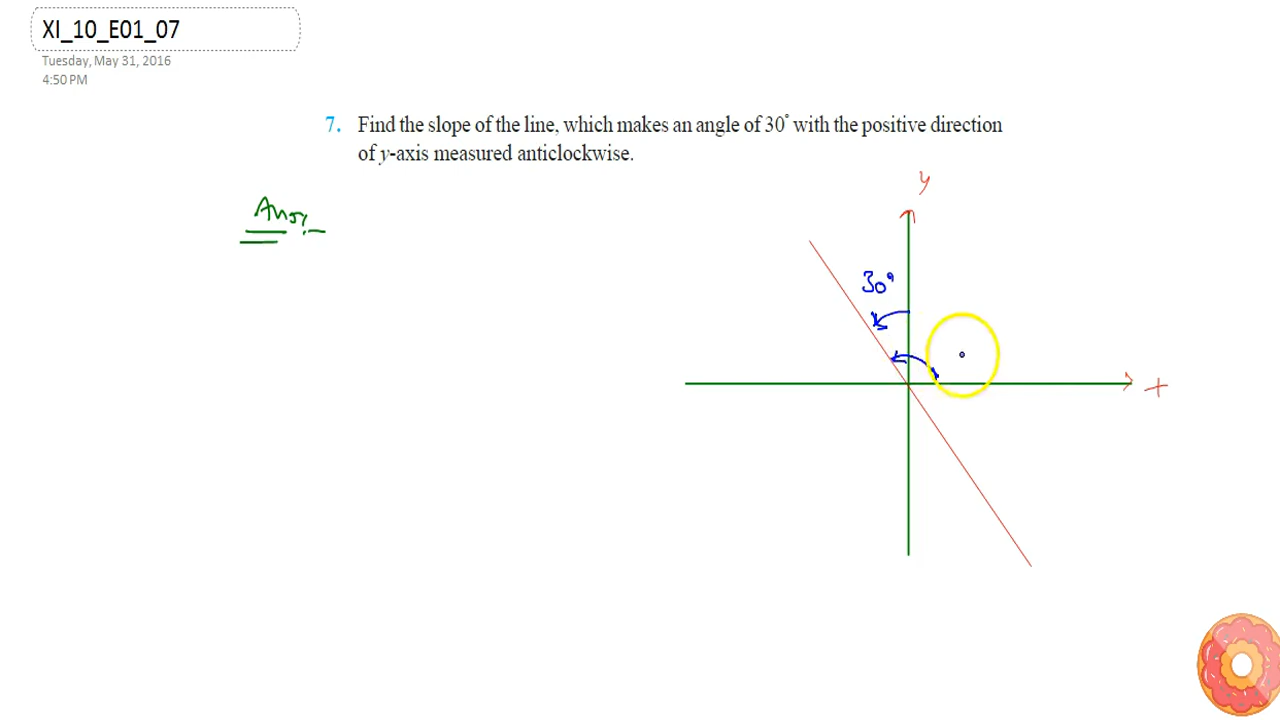 XI_10_E01_07
Tuesday, May 31, 2016
4:50 PM
7. Find the slope of the line, which makes an angle of 30° with the positive direction
of y-axis measured anticlockwise.
y
Ans:-
30°